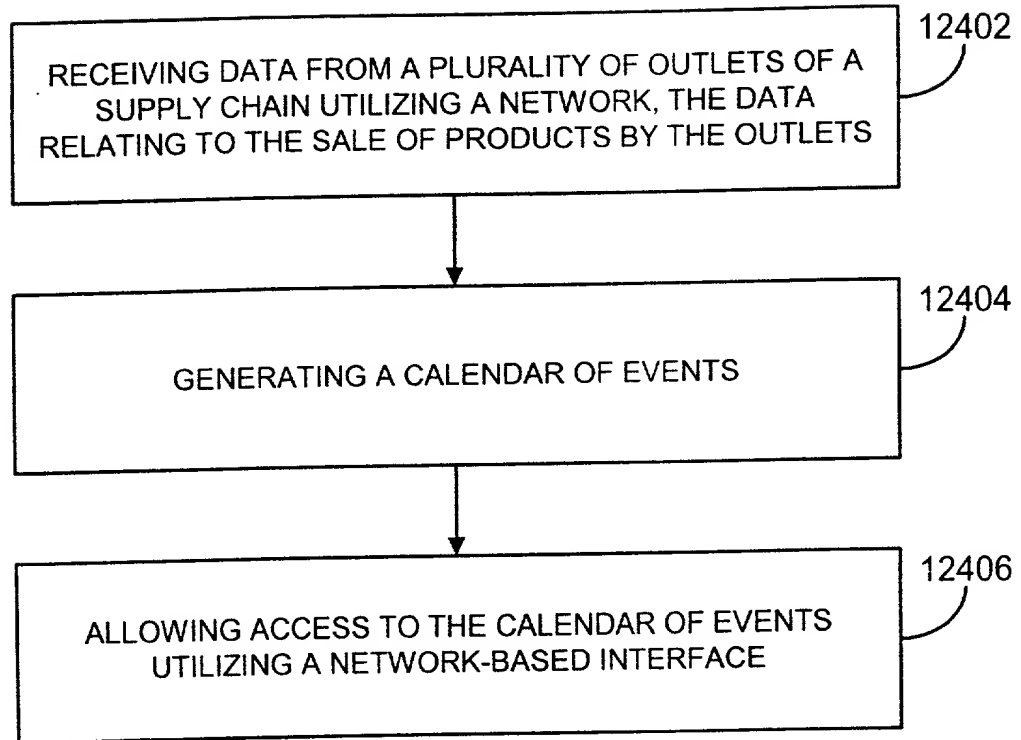 12402
RECEIVING DATA FROM A PLURALITY OF OUTLETS OF A
SUPPLY CHAIN UTILIZING A NETWORK, THE DATA
RELATING TO THE SALE OF PRODUCTS BY THE OUTLETS
12404
GENERATING A CALENDAR OF EVENTS
12406
ALLOWING ACCESS TO THE CALENDAR OF EVENTS
UTILIZING A NETWORK-BASED INTERFACE